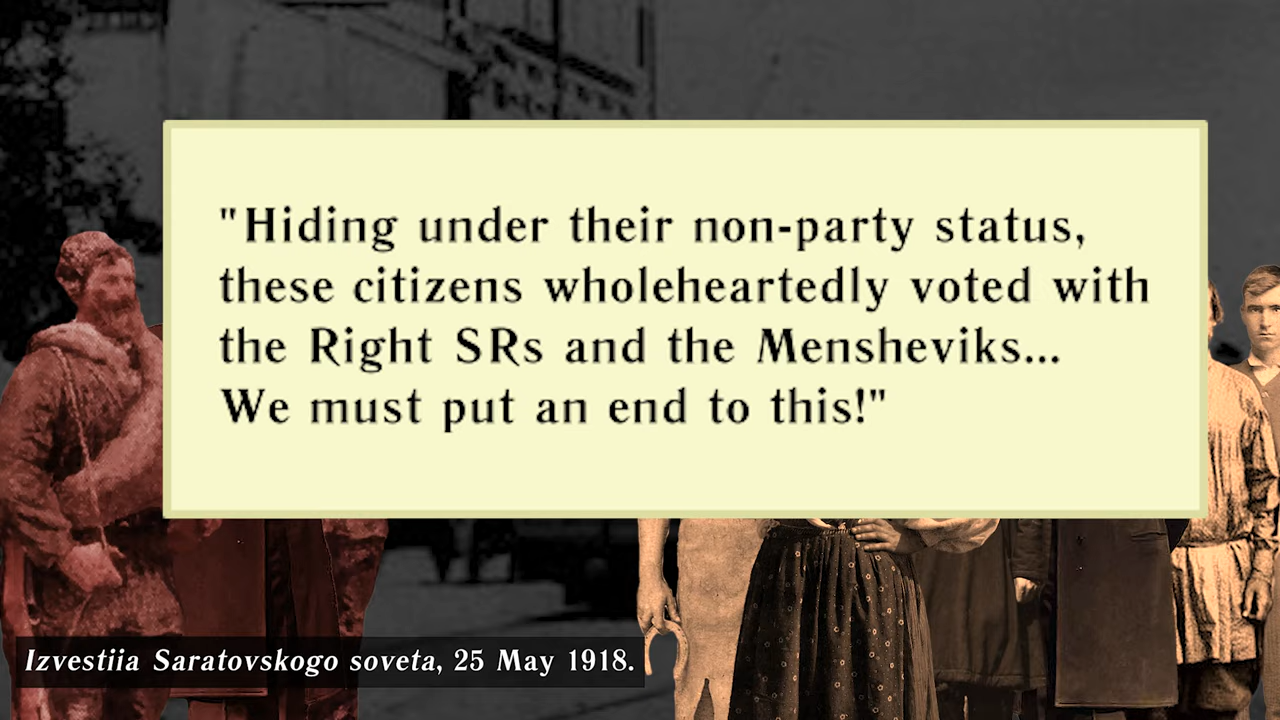 "Hiding under their non-party status,
these citizens wholeheartedly voted with
the Right SRs and the Mensheviks...
We must put an end to this!"
Izvestiia Saratovskogo soveta, 25 May 1918.